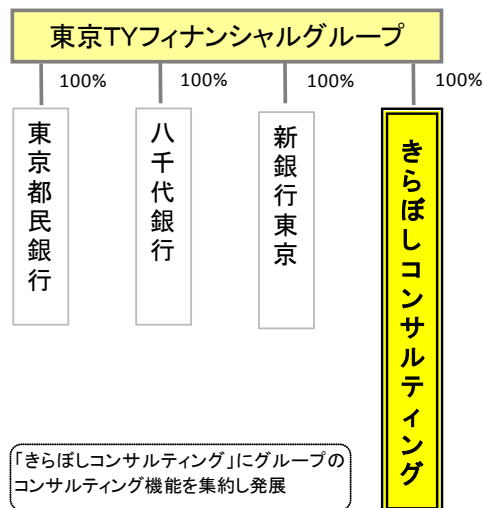 東京TYフィナンシャルグループ
100%
100%
100%
100%
東京都民銀行
八千代銀行
新銀行東京
きらぼしコンサルティング
「きらぼしコンサルティング」にグループの
コンサルティング機能を集約し発展